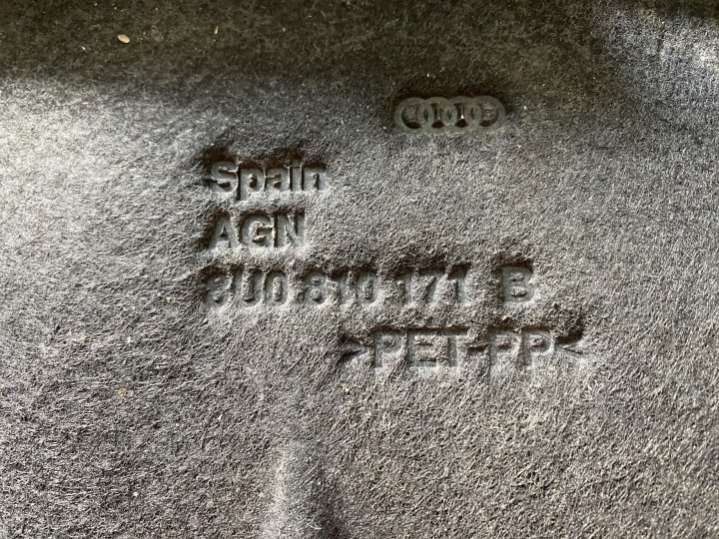 Spain
AGN
8U0.810 171 B
>PET-PP<